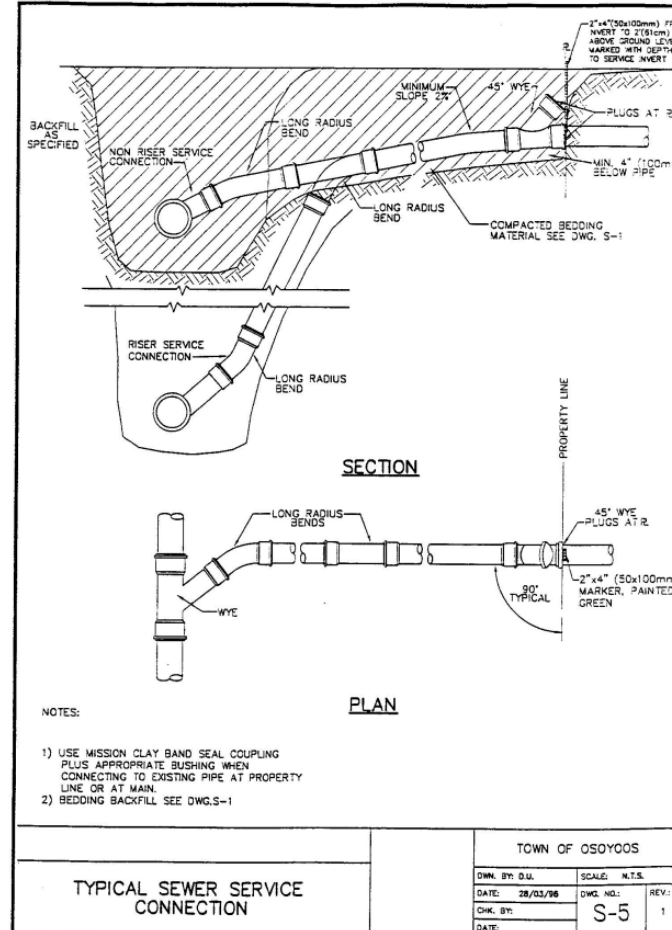 2"x4"(50x100mm)
NVERT TO 2'(61cm)
ABOVE GROUND
MARKED WITH DEPTH
TO SERVICE INVERT
MINIMUM
SLOPE 2%
45° WYE
PLUGS AT
BACKFILL
AS
SPECIFIED
LONG RADIUS
BEND
NON RISER SERVICE
CONNECTION
MIN. 4"
BELOW PIPE
LONG RADIUS
BEND
COMPACTED BEDDING
MATERIAL SEE DWG. S-1
RISER SERVICE
CONNECTION
LONG RADIUS
BEND
PROPERTY LINE
SECTION
LONG RADIUS
BENDS
45° WYE
PLUGS AT
90°
TYPICAL
2"x4" (50x100mm)
MARKER, PAINTED
GREEN
WYE
PLAN
NOTES:
1) USE MISSION CLAY BAND SEAL COUPLING
PLUS APPROPRIATE BUSHING WHEN
CONNECTING TO EXISTING PIPE AT PROPERTY
LINE OR AT MAIN.
2) BEDDING BACKFILL SEE DWG.S-1
TYPICAL SEWER SERVICE
CONNECTION
TOWN OF OSOYOOS
DWN. BY: D.U.
SCALE: N.T.S.
DATE: 28/03/96
DWG. NO.:
REV.:
CHK. BY:
S-5
1
DATE: